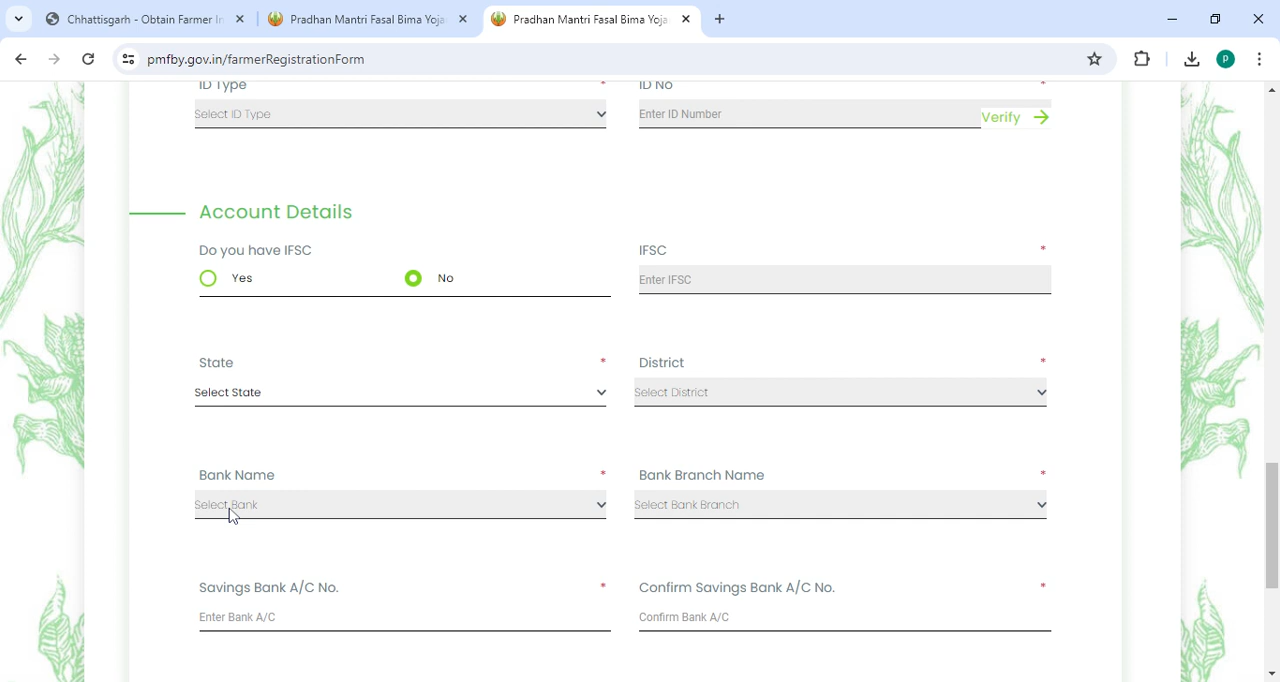 Chhattisgarh - Obtain Farmer In
Pradhan Mantri Fasal Bima Yoja
Pradhan Mantri Fasal Bima Yoja
pmfby.gov.in/farmerRegistrationForm
P
ID Type *
ID No *
Select ID Type
Enter ID Number
Verify →
Account Details
Do you have IFSC
IFSC *
Yes
No
Enter IFSC
State *
District *
Select State
Select District
Bank Name *
Bank Branch Name *
Select Bank
Select Bank Branch
Savings Bank A/C No. *
Confirm Savings Bank A/C No. *
Enter Bank A/C
Confirm Bank A/C